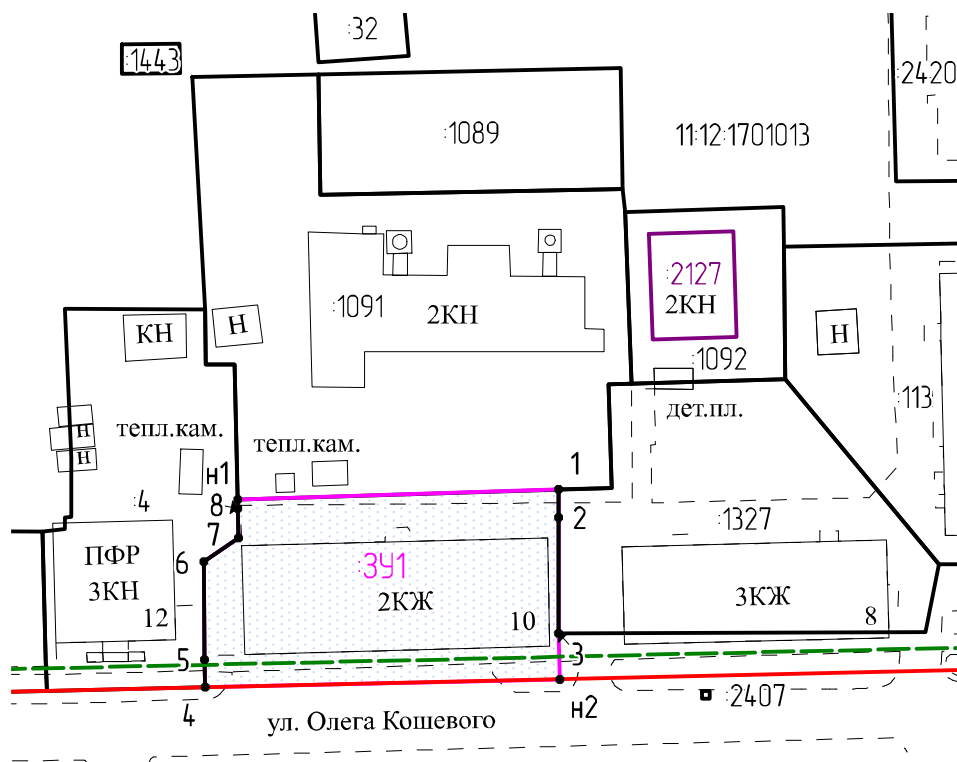 :32
:1443
:2420
:1089
11:12:1701013
:2127
2КН
:1091
2КН
КН
Н
Н
:1092
:113
дет.пл.
тепл.кам.
тепл.кам.
н
н
н1
1
8
2
:4
:1327
7
6
ПФР
3КН
12
:ЗУ1
2КЖ
10
3КЖ
8
5
3
4
н2
:2407
ул. Олега Кошевого